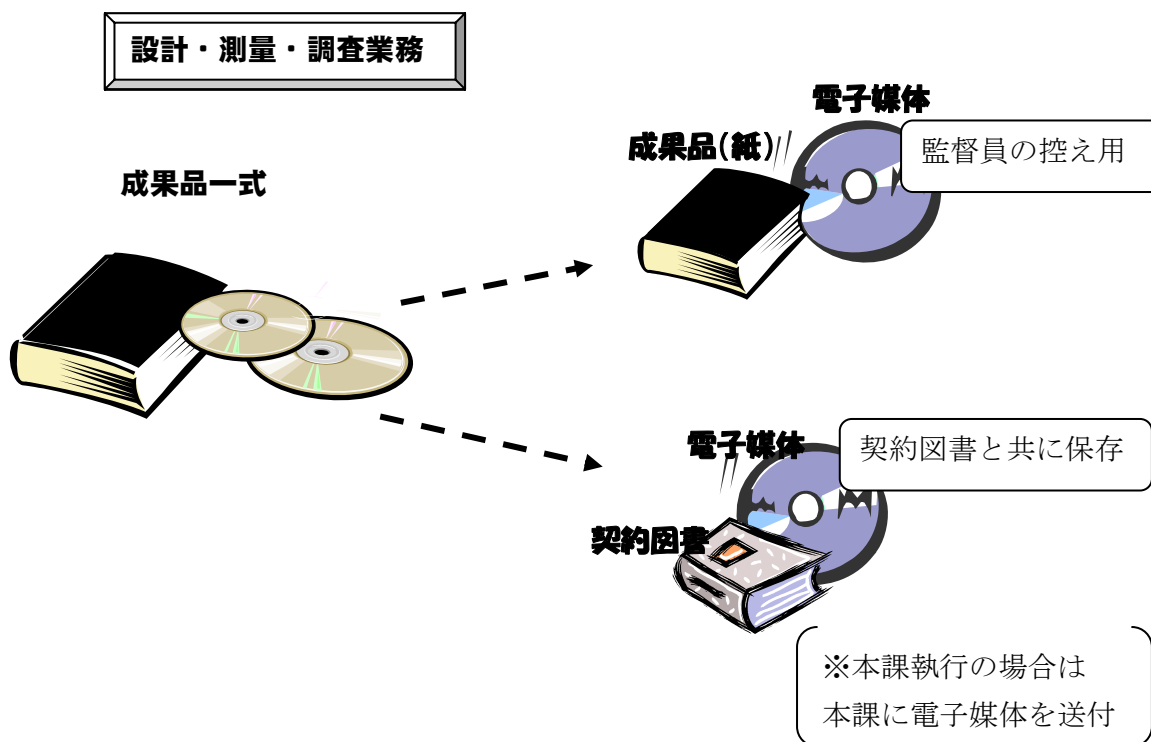 設計・測量・調査業務
成果品一式
電子媒体
成果品(紙)
監督員の控え用
電子媒体
契約図書と共に保存
契約図書
※本課執行の場合は
本課に電子媒体を送付